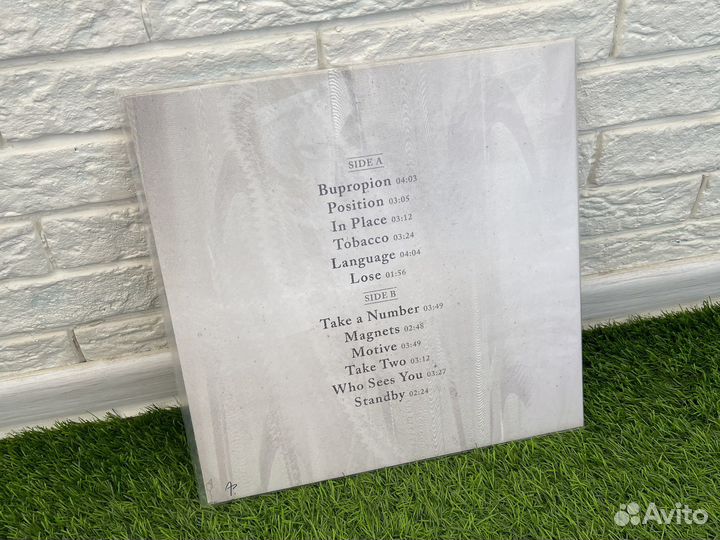 SIDE A
Bupropion 04:03
Position 03:05
In Place 03:12
Tobacco 03:24
Language 04:04
Lose 01:56
SIDE B
Take a Number 03:49
Magnets 02:48
Motive 03:49
Take Two 03:12
Who Sees You 03:27
Standby 02:24
AP
Avito